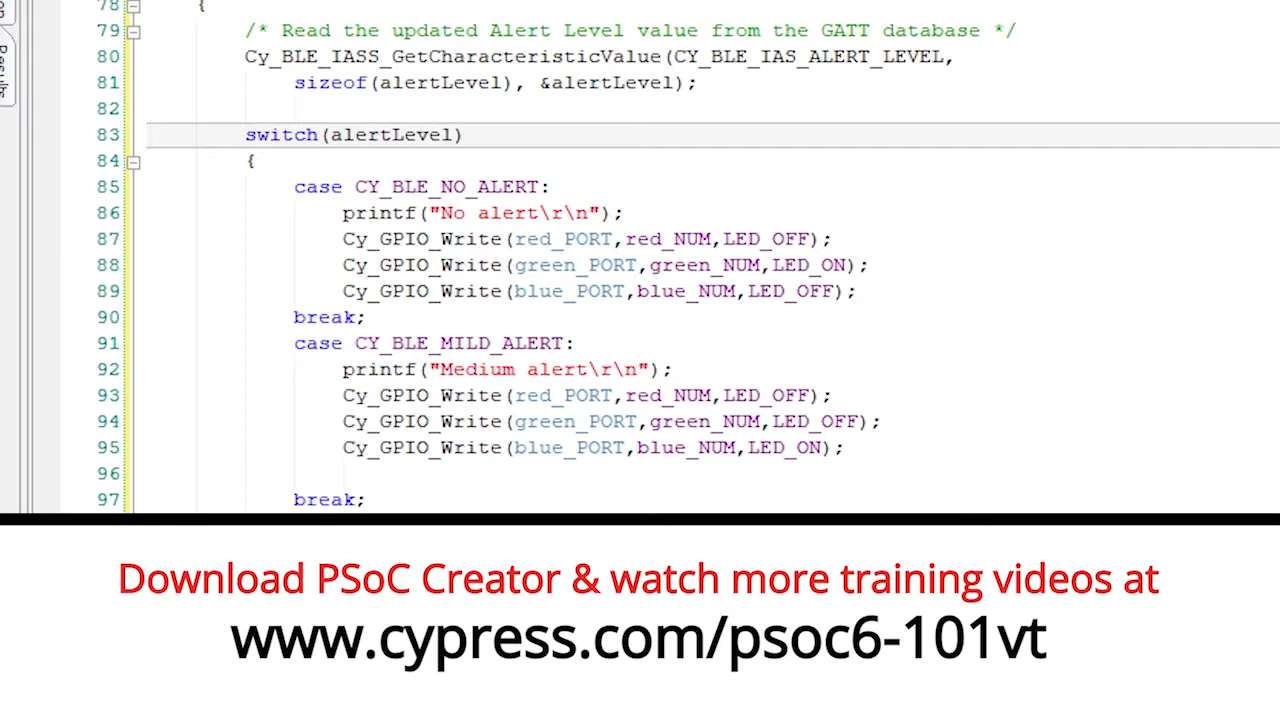 78 {
79 /* Read the updated Alert Level value from the GATT database */
80 Cy_BLE_IASS_GetCharacteristicValue(CY_BLE_IAS_ALERT_LEVEL,
81 sizeof(alertLevel), &alertLevel);
82
83 switch(alertLevel)
84 {
85 case CY_BLE_NO_ALERT:
86 printf("No alert\r\n");
87 Cy_GPIO_Write(red_PORT,red_NUM,LED_OFF);
88 Cy_GPIO_Write(green_PORT,green_NUM,LED_ON);
89 Cy_GPIO_Write(blue_PORT,blue_NUM,LED_OFF);
90 break;
91 case CY_BLE_MILD_ALERT:
92 printf("Medium alert\r\n");
93 Cy_GPIO_Write(red_PORT,red_NUM,LED_OFF);
94 Cy_GPIO_Write(green_PORT,green_NUM,LED_OFF);
95 Cy_GPIO_Write(blue_PORT,blue_NUM,LED_ON);
96
97 break;
Results
Download PSoC Creator & watch more training videos at
www.cypress.com/psoc6-101vt